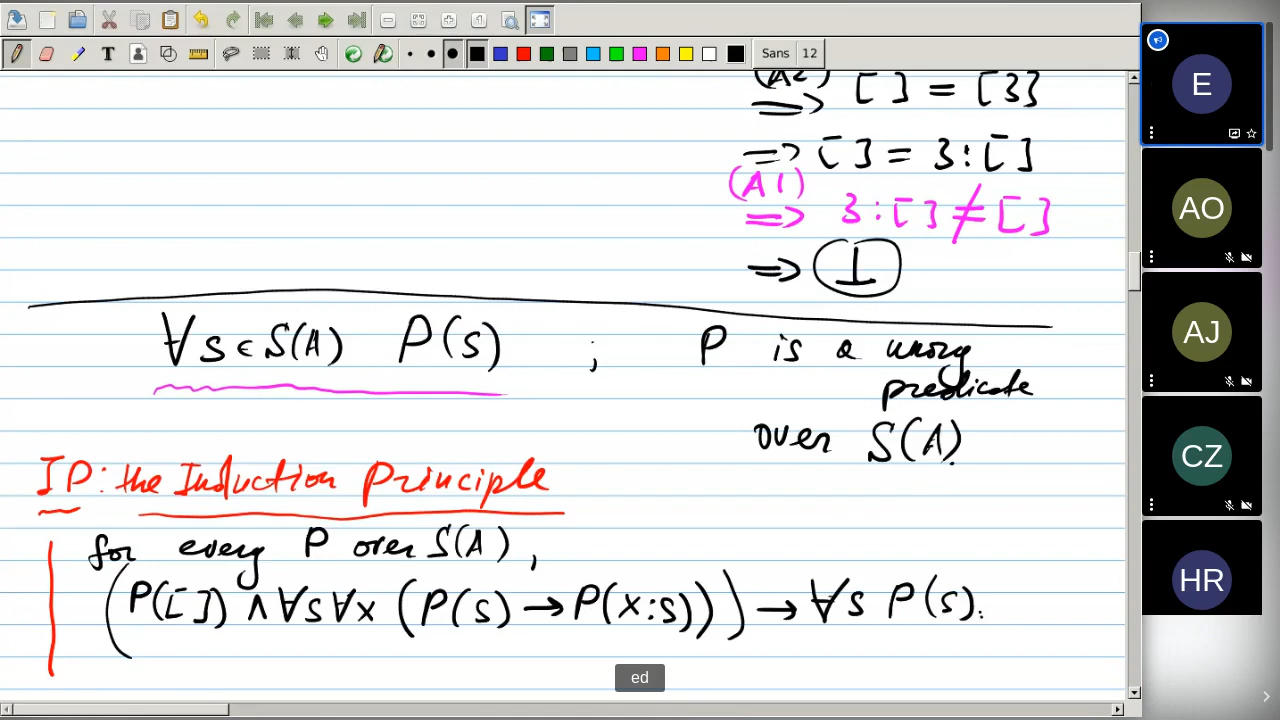 Sans 12
(A2)
=> [ ] = [3]
=> [ ] = 3:[ ]
(A1)
=> 3:[ ] ≠ [ ]
=> ⊥
∀s∈S(A) P(s) ; P is a unary
predicate
over S(A).
IP: the Induction Principle
for every P over S(A),
(P([ ]) ∧ ∀s∀x (P(s) → P(x:s))) → ∀s P(s).
ed
E
AO
AJ
CZ
HR